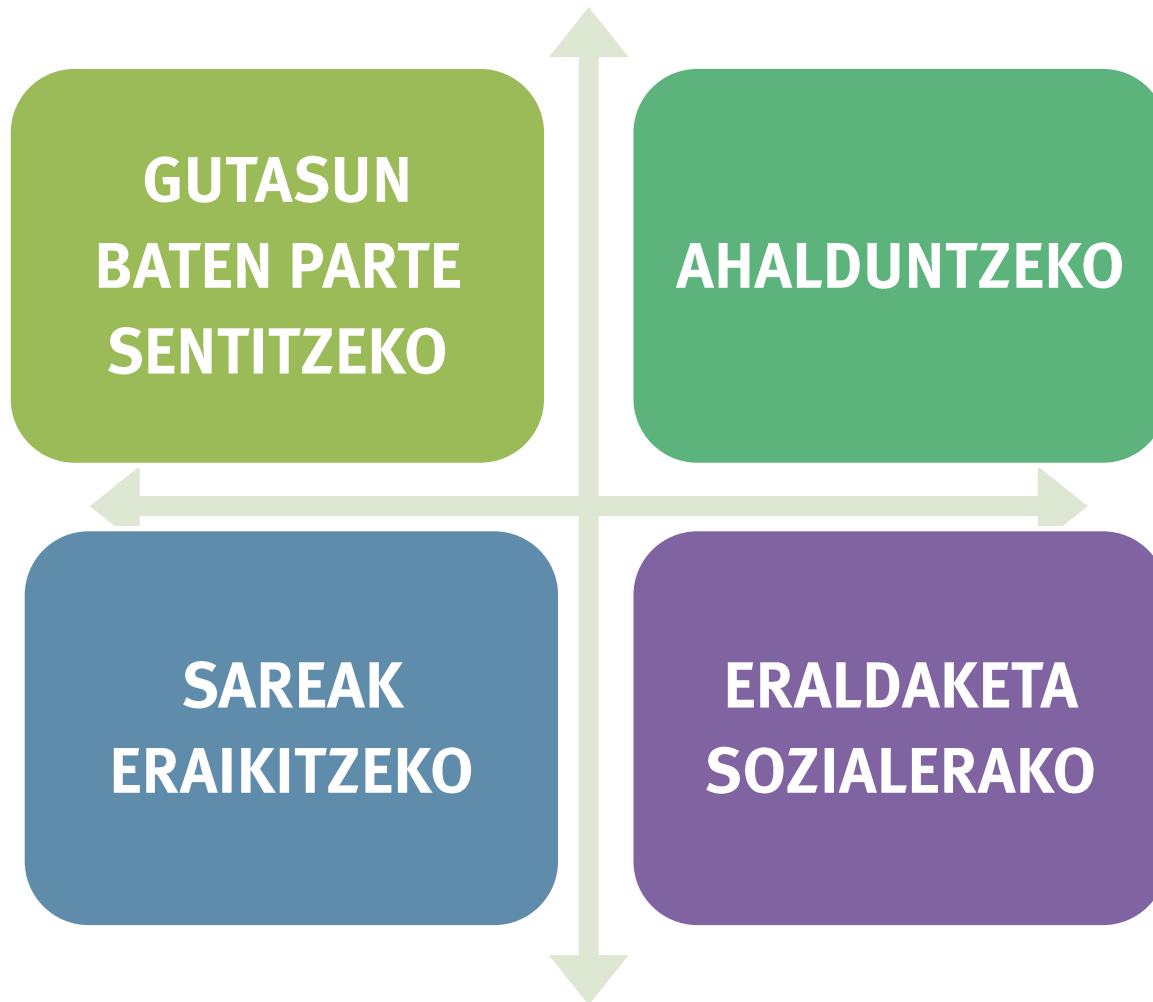 GUTASUN
BATEN PARTE
SENTITZEKO
AHALDUNTZEKO
SAREAK
ERAIKITZEKO
ERALDAKETA
SOZIALERAKO